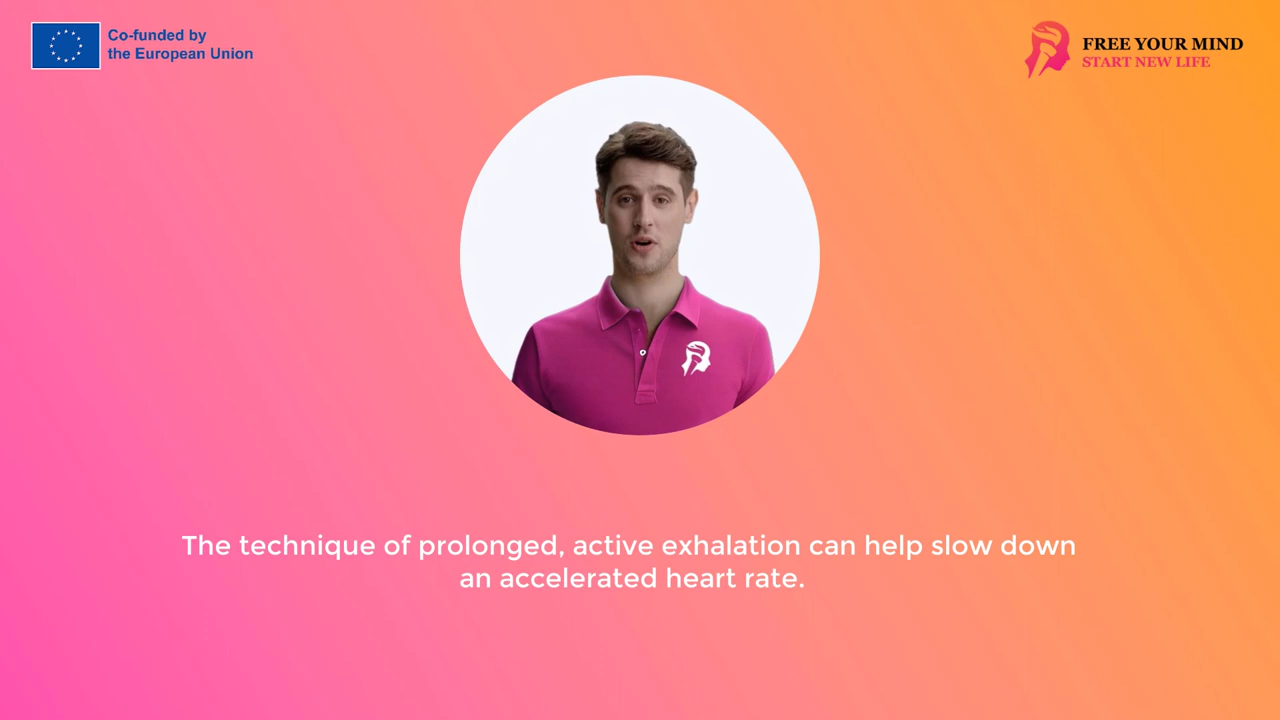 Co-funded by
the European Union
FREE YOUR MIND
START NEW LIFE
The technique of prolonged, active exhalation can help slow down
an accelerated heart rate.